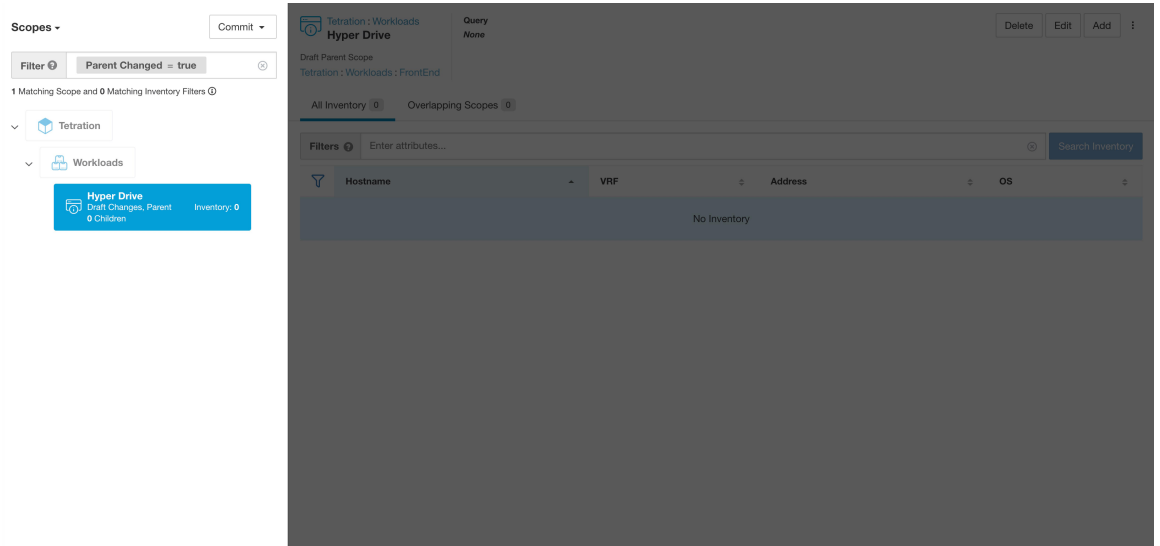 Scopes
Commit
Filter
Parent Changed = true
1 Matching Scope and 0 Matching Inventory Filters
Tetration
Workloads
Hyper Drive
Draft Changes, Parent
Inventory: 0
0 Children
Tetration : Workloads
Hyper Drive
Query
None
Delete
Edit
Add
Draft Parent Scope
Tetration : Workloads : FrontEnd
All Inventory 0
Overlapping Scopes 0
Filters
Enter attributes...
Search Inventory
Hostname
VRF
Address
OS
No Inventory